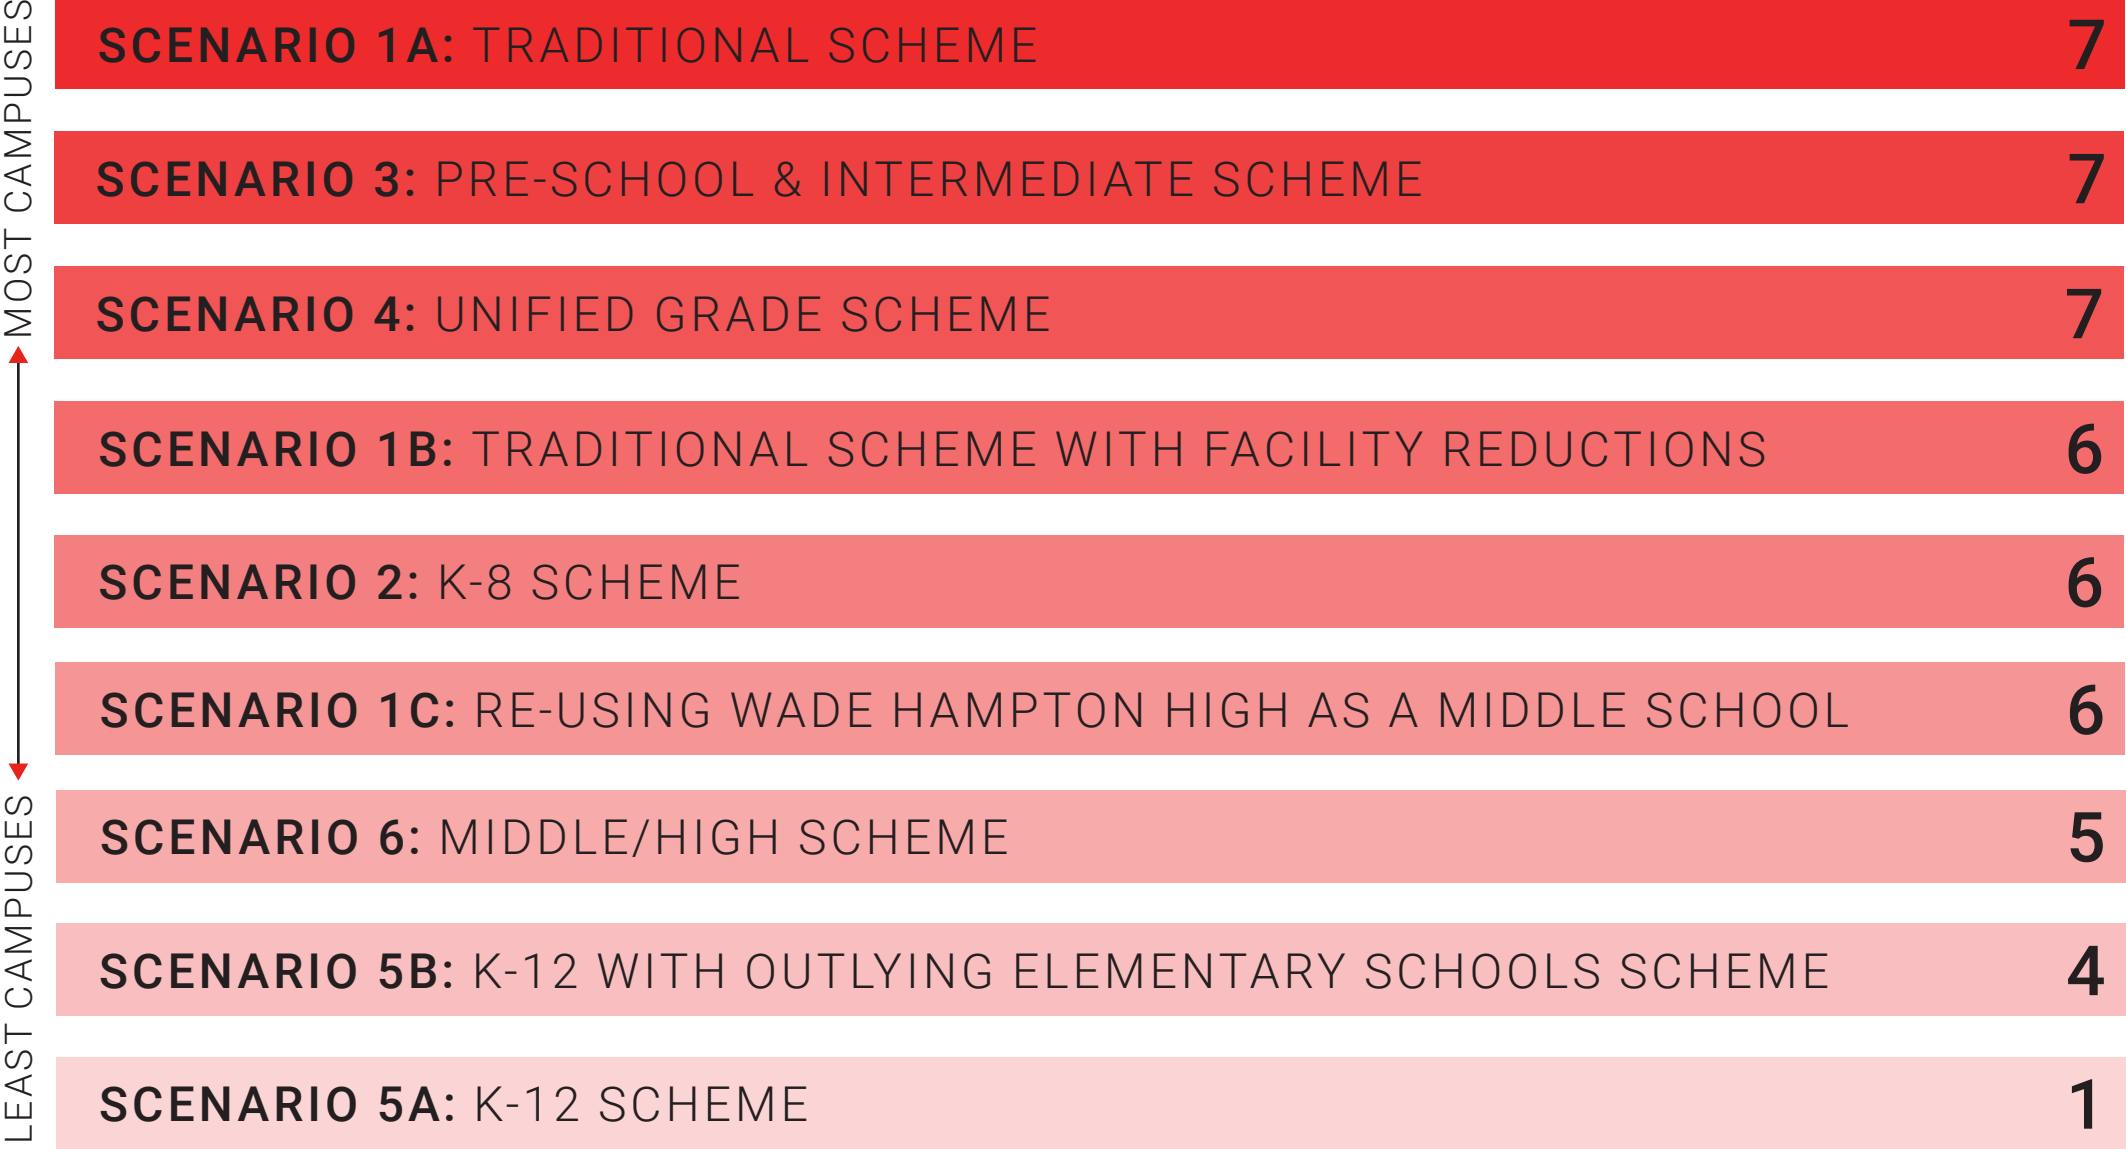 MOST CAMPUSES
LEAST CAMPUSES
SCENARIO 1A: TRADITIONAL SCHEME 7
SCENARIO 3: PRE-SCHOOL & INTERMEDIATE SCHEME 7
SCENARIO 4: UNIFIED GRADE SCHEME 7
SCENARIO 1B: TRADITIONAL SCHEME WITH FACILITY REDUCTIONS 6
SCENARIO 2: K-8 SCHEME 6
SCENARIO 1C: RE-USING WADE HAMPTON HIGH AS A MIDDLE SCHOOL 6
SCENARIO 6: MIDDLE/HIGH SCHEME 5
SCENARIO 5B: K-12 WITH OUTLYING ELEMENTARY SCHOOLS SCHEME 4
SCENARIO 5A: K-12 SCHEME 1